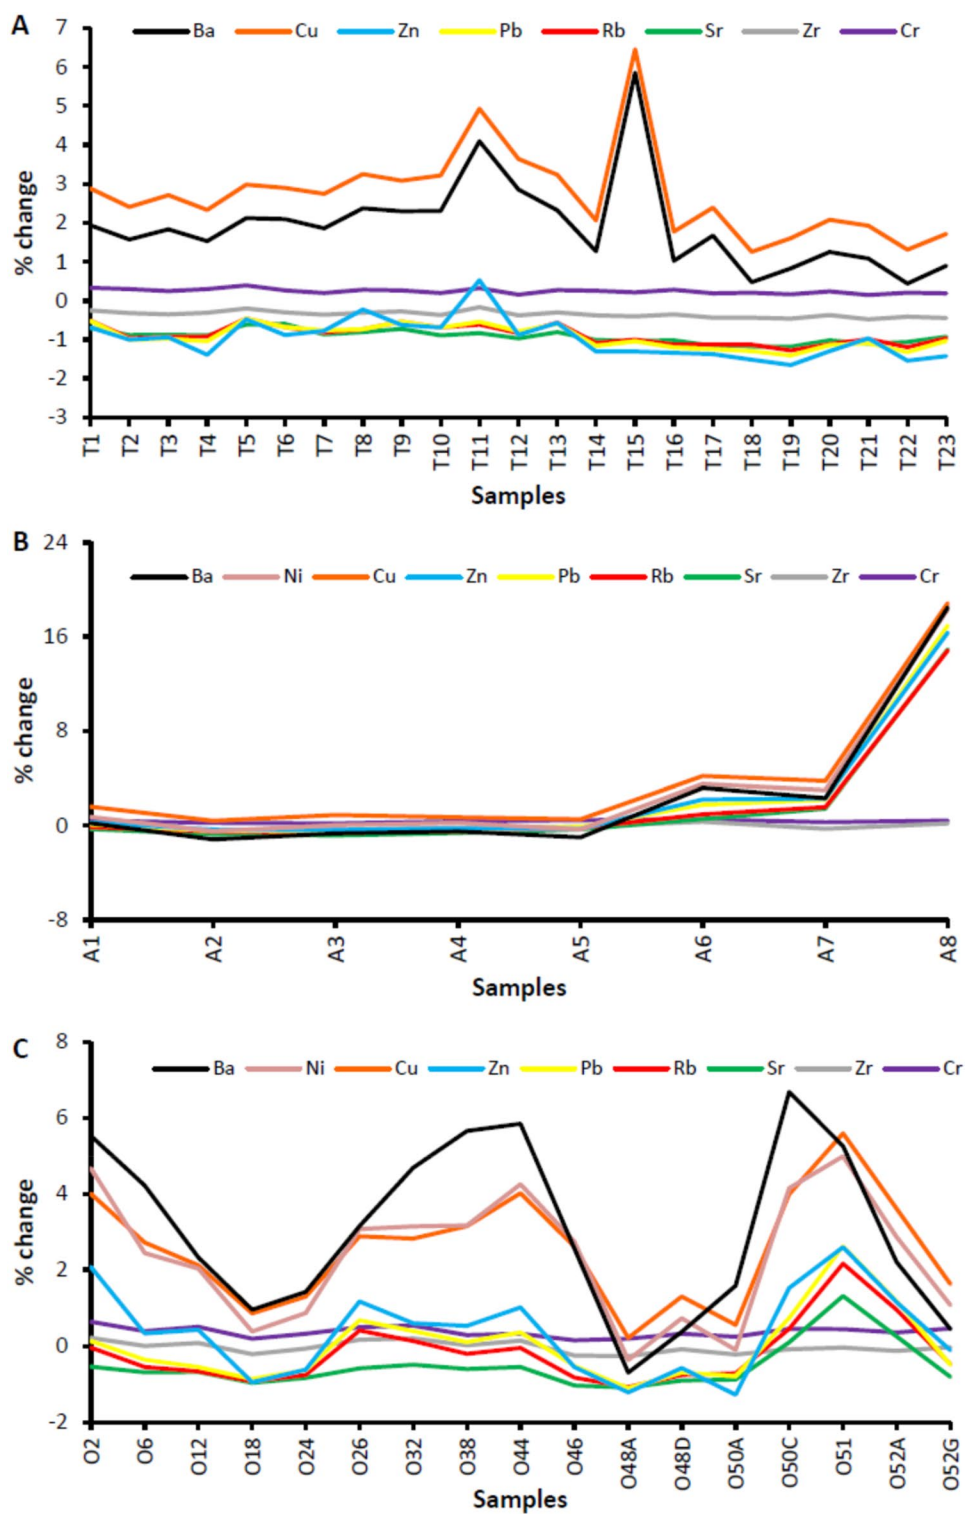 A
Ba Cu Zn Pb Rb Sr Zr Cr
7
6
5
4
3
2
1
0
-1
-2
-3
% change
T1 T2 T3 T4 T5 T6 T7 T8 T9 T10 T11 T12 T13 T14 T15 T16 T17 T18 T19 T20 T21 T22 T23
Samples
B
Ba Ni Cu Zn Pb Rb Sr Zr Cr
24
16
8
0
-8
% change
A1 A2 A3 A4 A5 A6 A7 A8
Samples
C
Ba Ni Cu Zn Pb Rb Sr Zr Cr
8
6
4
2
0
-2
% change
O2 O6 O12 O18 O24 O26 O32 O38 O44 O46 O48A O48D O50A O50C O51 O52A O52G
Samples